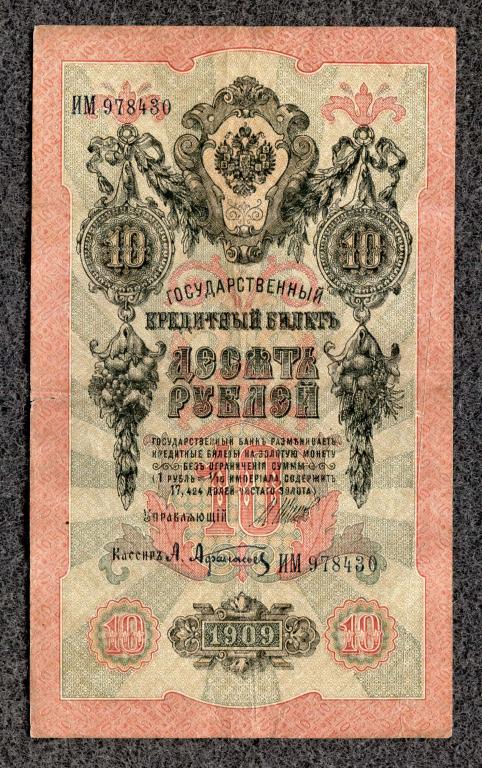 ИМ 978430
10 10
ГОСУДАРСТВЕННЫЙ
КРЕДИТНЫЙ БИЛЕТЪ
ДЕСЯТЬ
РУБЛЕЙ
ГОСУДАРСТВЕННЫЙ БАНКЪ РАЗМѢНИВАЕТЪ
КРЕДИТНЫЕ БИЛЕТЫ НА ЗОЛОТУЮ МОНЕТУ
БЕЗЪ ОГРАНИЧЕНІЯ СУММЫ
(1 РУБЛЬ = 1/15 ИМПЕРІАЛА, СОДЕРЖИТЪ
17,424 ДОЛЕЙ ЧИСТАГО ЗОЛОТА)
10
УПРАВЛЯЮЩІЙ
КАССИРЪ А. Афанасьев ИМ 978430
10 1909 10